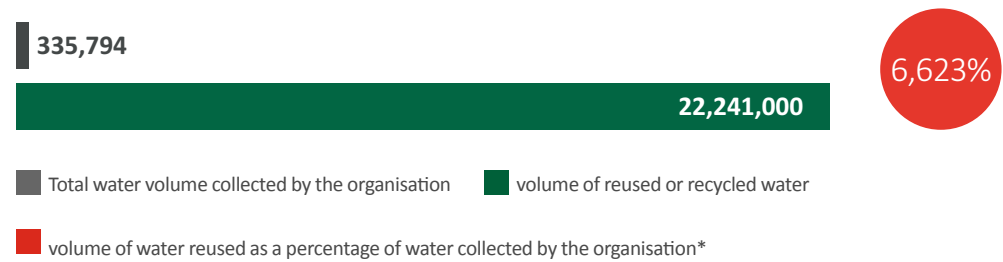 335,794
6,623%
22,241,000
Total water volume collected by the organisation
volume of reused or recycled water
volume of water reused as a percentage of water collected by the organisation*